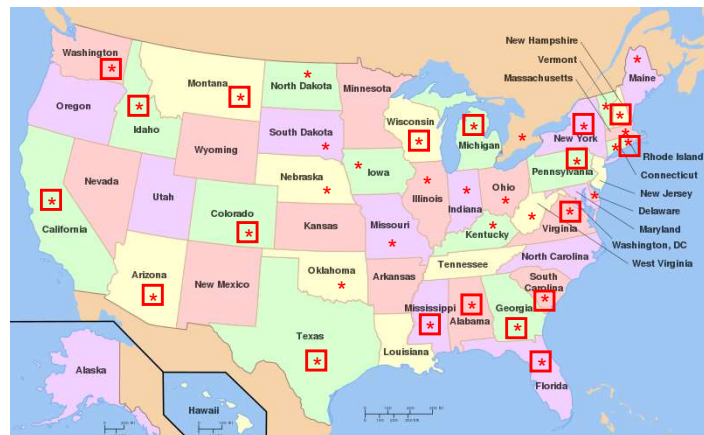 New Hampshire
Vermont
Massachusetts
Washington
Montana
North Dakota
Minnesota
Maine
Oregon
Idaho
Wisconsin
South Dakota
Michigan
New York
Wyoming
Rhode Island
Connecticut
Nebraska
Iowa
Pennsylvania
New Jersey
Nevada
Utah
Illinois
Indiana
Ohio
Delaware
Colorado
Maryland
California
Kansas
Missouri
Kentucky
Virginia
Washington, DC
West Virginia
North Carolina
Tennessee
Arizona
Oklahoma
New Mexico
Arkansas
South
Carolina
Mississippi
Georgia
Alabama
Texas
Louisiana
Alaska
Florida
Hawaii